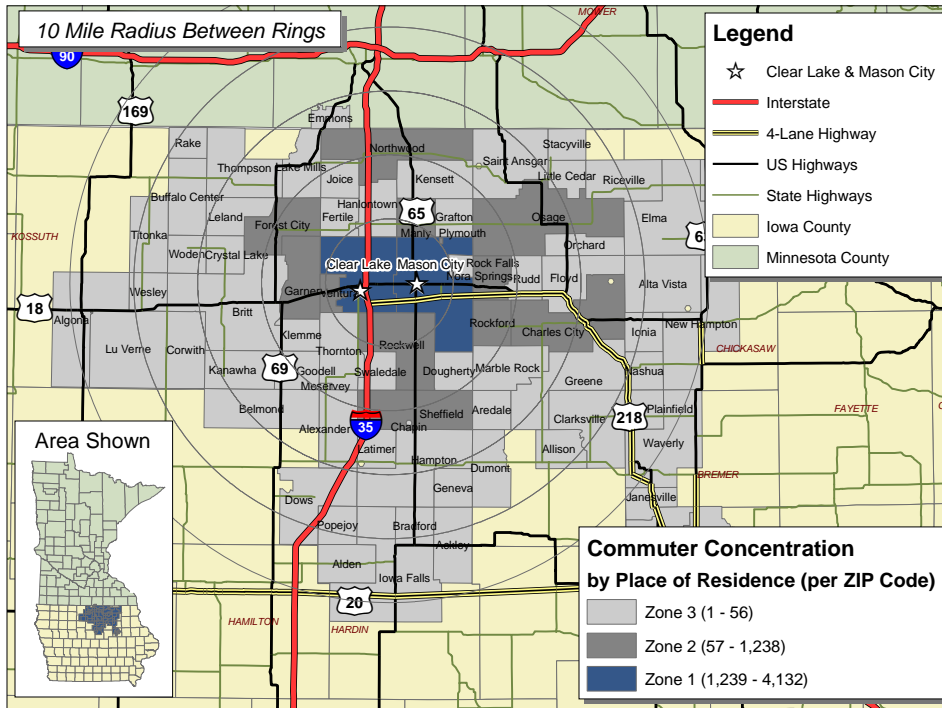 10 Mile Radius Between Rings
MOWER
90
169
Emmons
Rake
Northwood
Stacyville
Thompson
Lake Mills
Saint Ansgar
Joice
Kensett
Little Cedar
Riceville
Buffalo Center
Hanlontown
65
Leland
Fertile
Grafton
Osage
Elma
Forest City
Titonka
Manly
Plymouth
KOSSUTH
Woden
Crystal Lake
Orchard
Clear Lake
Mason City
Rock Falls
Nora Springs
Rudd
Floyd
Alta Vista
Wesley
Garner
Ventura
18
Algona
Britt
Rockford
Charles City
Ionia
New Hampton
Klemme
Rockwell
Lu Verne
Corwith
Thornton
CHICKASAW
Kanawha
69
Goodell
Swaledale
Dougherty
Marble Rock
Nashua
Meservey
Greene
Belmond
Sheffield
Aredale
Clarksville
218
Plainfield
FAYETTE
35
Alexander
Chapin
Latimer
Allison
Waverly
Hampton
Dumont
BREMER
Geneva
Janesville
Dows
Popejoy
Bradford
Ackley
Alden
Iowa Falls
20
HAMILTON
HARDIN
Legend
Clear Lake & Mason City
Interstate
4-Lane Highway
US Highways
State Highways
Iowa County
Minnesota County
Area Shown
Commuter Concentration
by Place of Residence (per ZIP Code)
Zone 3 (1 - 56)
Zone 2 (57 - 1,238)
Zone 1 (1,239 - 4,132)